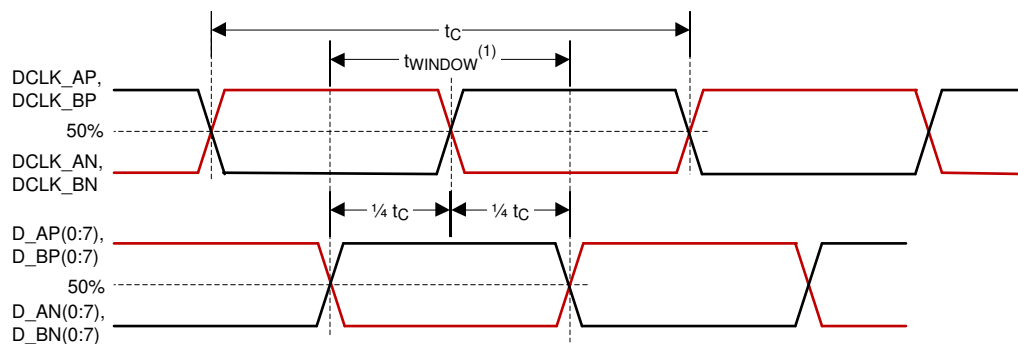 tC
tWINDOW(1)
DCLK_AP,
DCLK_BP
50%
DCLK_AN,
DCLK_BN
¼ tC
¼ tC
D_AP(0:7),
D_BP(0:7)
50%
D_AN(0:7),
D_BN(0:7)